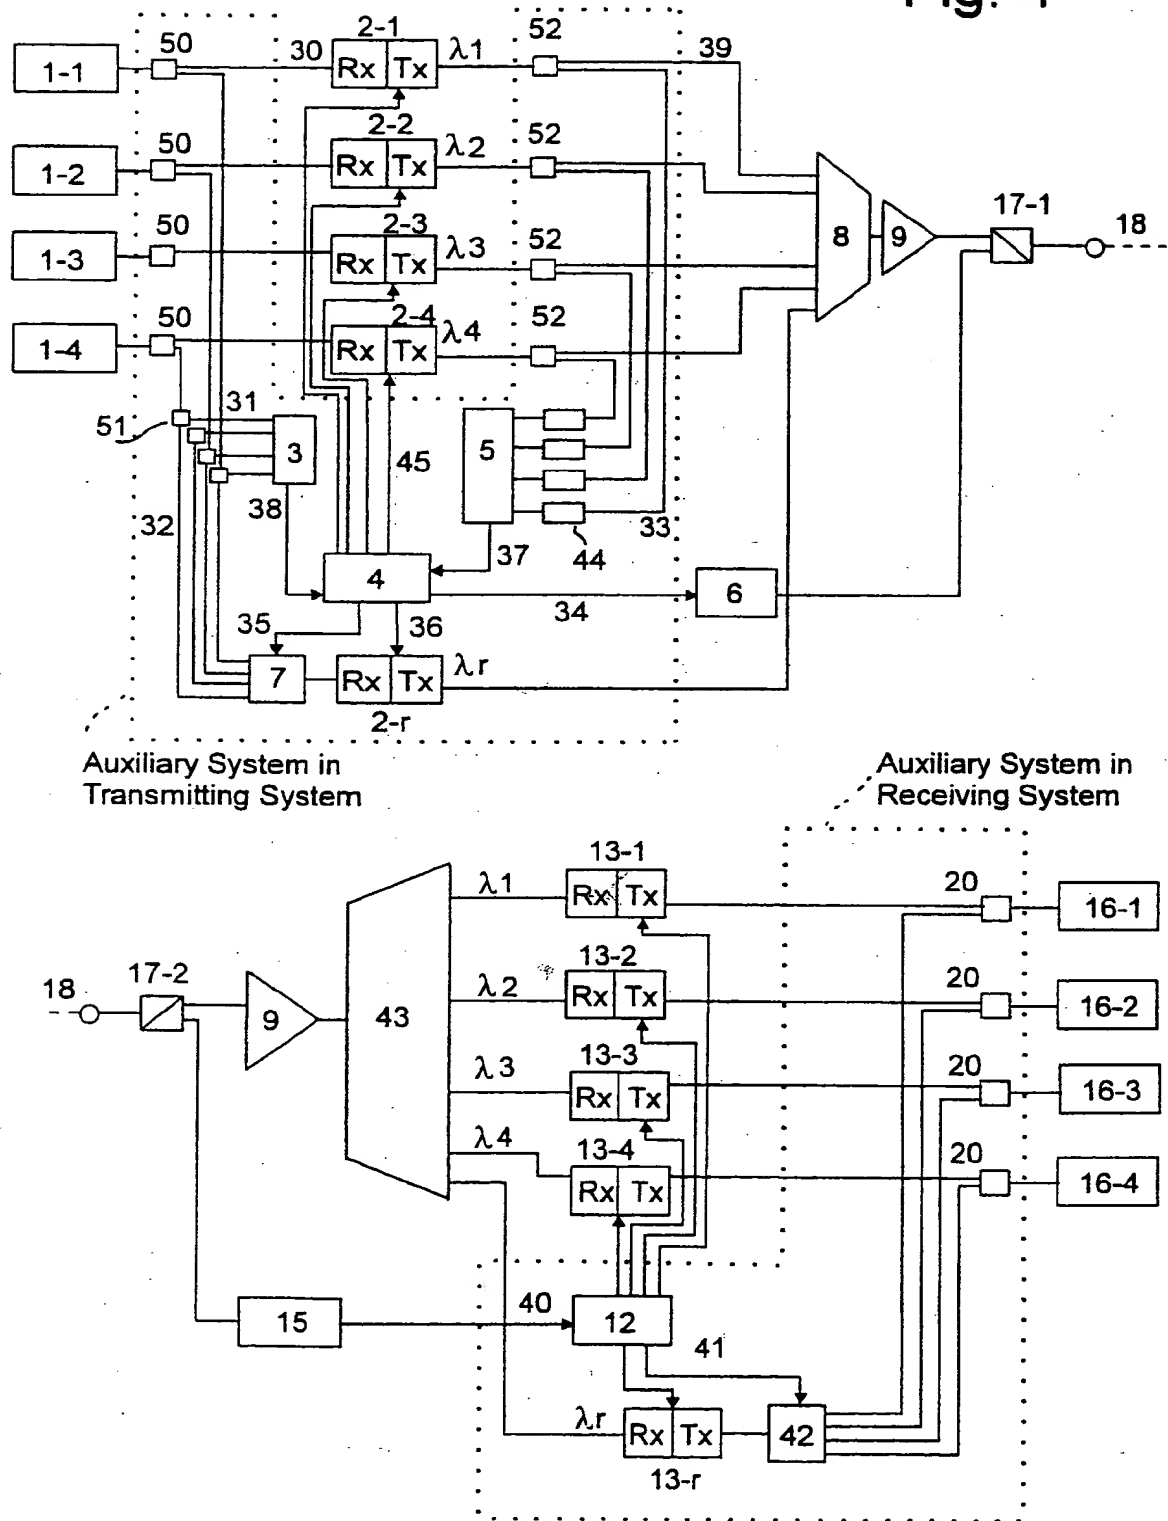 Fig.
50 30 2-1 52 39
1-1 Rx Tx λ1
50 2-2 52
1-2 Rx Tx λ2
50 2-3 52 17-1 18
1-3 Rx Tx λ3 8 9
50 2-4 52
1-4 Rx Tx λ4
51 31 3 5
45
38
32 37 44 33
4 34 6
35 36
7 Rx Tx λr
2-r
Auxiliary System in
Transmitting System
Auxiliary System in
Receiving System
13-1
λ1 Rx Tx 20 16-1
17-2 13-2
18 9 43 λ2 Rx Tx 20 16-2
13-3
λ3 Rx Tx 20 16-3
λ4 13-4
Rx Tx 20 16-4
15 40 12
41
λr Rx Tx 42
13-r